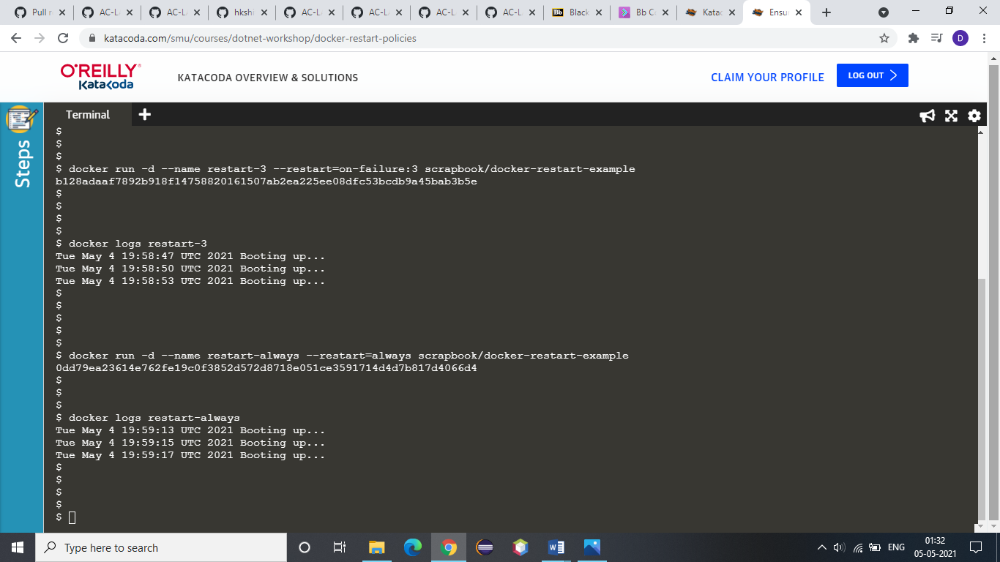 Pull r
AC-L
AC-L
hkshi
AC-L
AC-L
AC-L
AC-L
Bb Black
Bb C
Katac
Ensu
katacoda.com/smu/courses/dotnet-workshop/docker-restart-policies
D
O'REILLY®
KataKoda
KATACODA OVERVIEW & SOLUTIONS
CLAIM YOUR PROFILE
LOG OUT
Steps
Terminal
$
$
$
$ docker run -d --name restart-3 --restart=on-failure:3 scrapbook/docker-restart-example
b128adaaf7892b918f14758820161507ab2ea225ee08dfc53bcdb9a45bab3b5e
$
$
$
$
$ docker logs restart-3
Tue May 4 19:58:47 UTC 2021 Booting up...
Tue May 4 19:58:50 UTC 2021 Booting up...
Tue May 4 19:58:53 UTC 2021 Booting up...
$
$
$
$
$
$ docker run -d --name restart-always --restart=always scrapbook/docker-restart-example
0dd79ea23614e762fe19c0f3852d572d8718e051ce3591714d4d7b817d4066d4
$
$
$
$ docker logs restart-always
Tue May 4 19:59:13 UTC 2021 Booting up...
Tue May 4 19:59:15 UTC 2021 Booting up...
Tue May 4 19:59:17 UTC 2021 Booting up...
$
$
$
$
$
Type here to search
ENG
01:32
05-05-2021